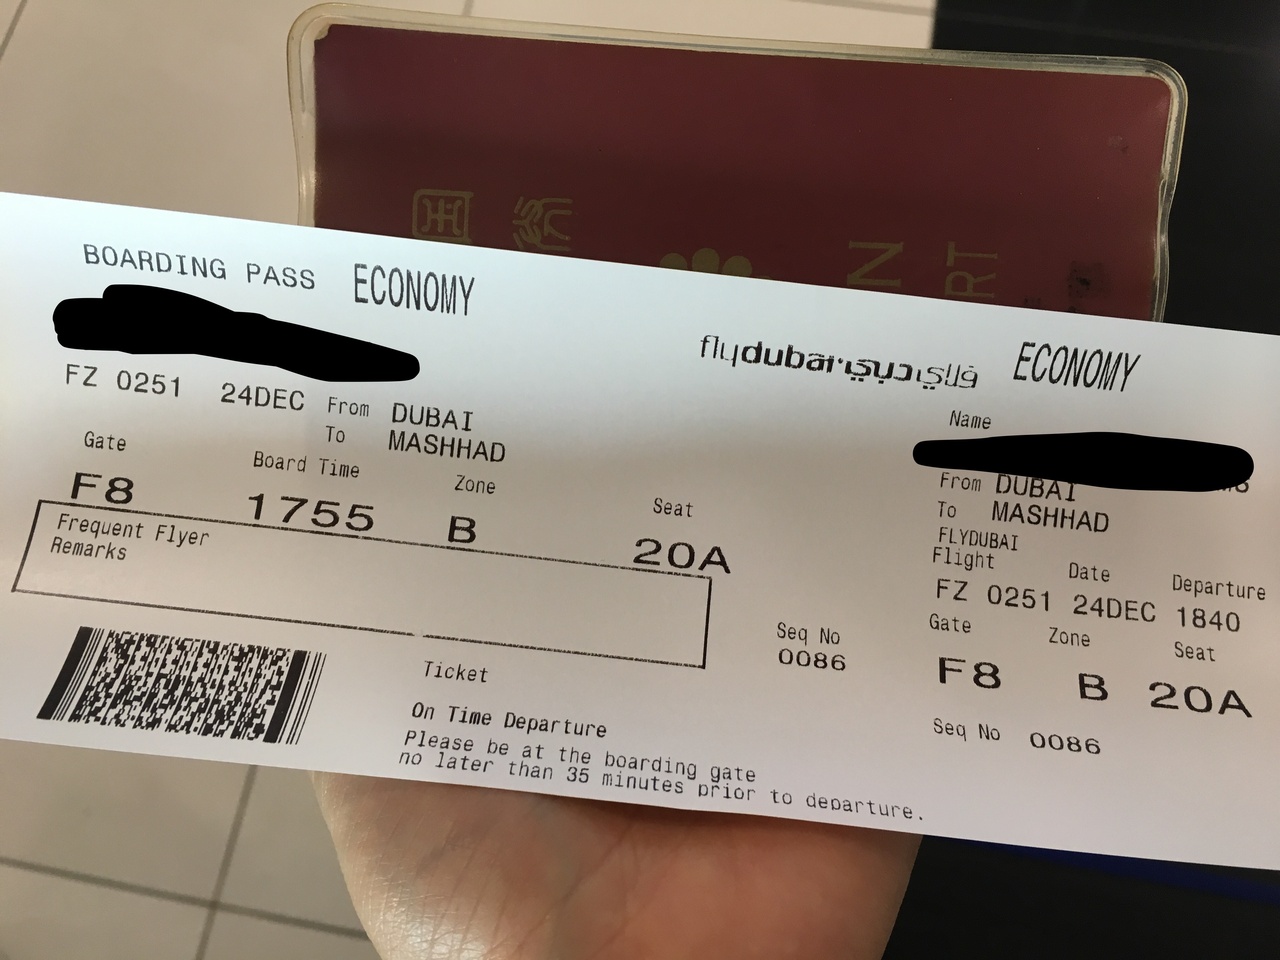 国
旅
N
RT
BOARDING PASS ECONOMY
FZ 0251 24DEC From DUBAI
To MASHHAD
Gate Board Time Zone Seat
F8 1755 B 20A
Frequent Flyer
Remarks
Ticket
On Time Departure
Please be at the boarding gate
no later than 35 minutes prior to departure.
Seq No
0086
flydubai فلاي دبي
ECONOMY
Name
From DUBAI
To MASHHAD
FLYDUBAI
Flight Date Departure
FZ 0251 24DEC 1840
Gate Zone Seat
F8 B 20A
Seq No 0086